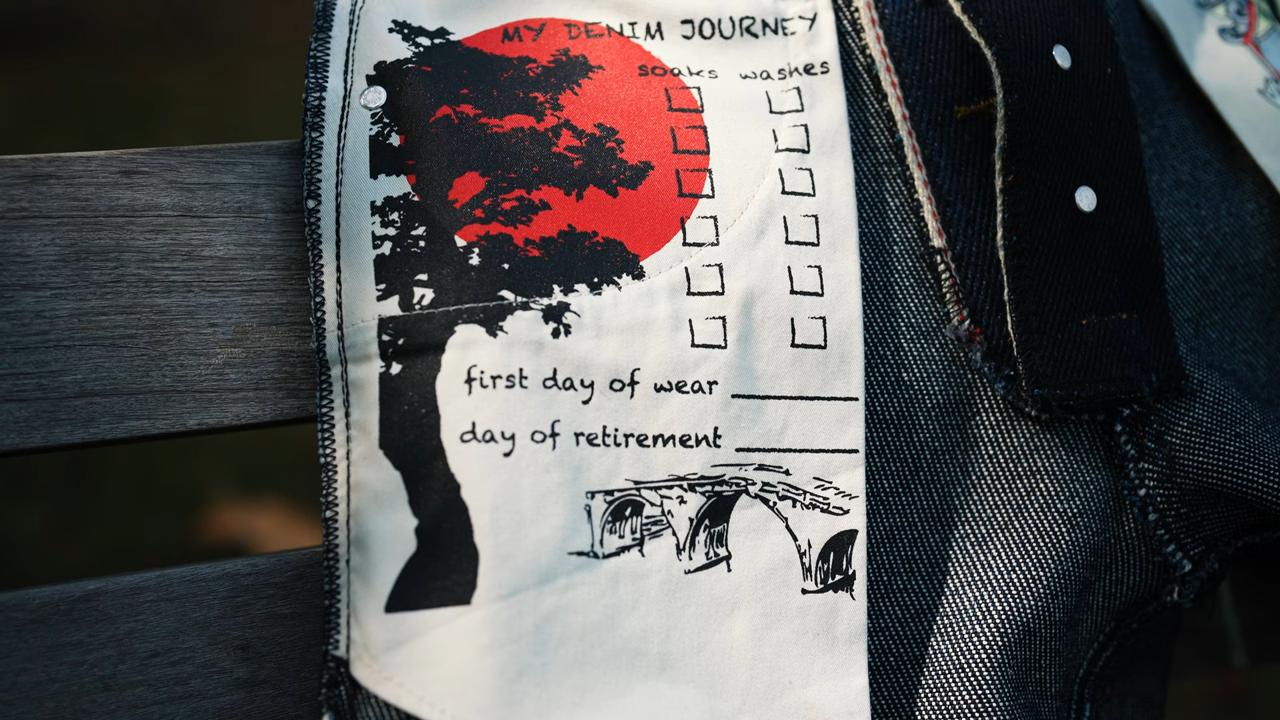 MY DENIM JOURNEY
soaks washes
first day of wear
day of retirement